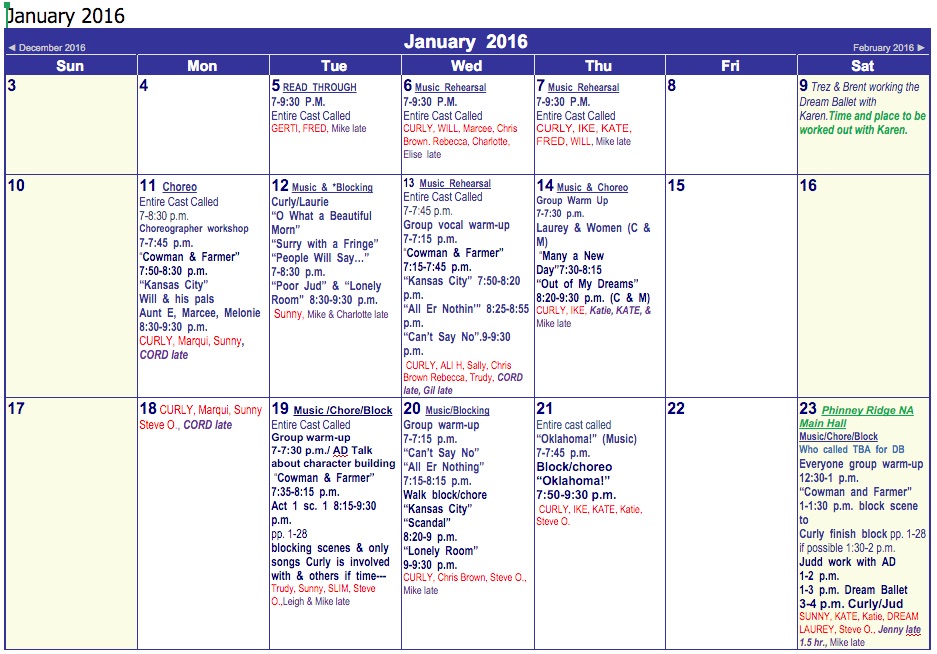 January 2016
January 2016
◄ December 2016
February 2016 ►
Sun Mon Tue Wed Thu Fri Sat
3
4
5 READ THROUGH
7-9:30 P.M.
Entire Cast Called
GERTI, FRED, Mike late
6 Music Rehearsal
7-9:30 P.M.
Entire Cast Called
CURLY, WILL, Marcee, Chris
Brown. Rebecca, Charlotte,
Elise late
7 Music Rehearsal
7-9:30 P.M.
Entire Cast Called
CURLY, IKE, KATE,
FRED, WILL, Mike late
8
9 Trez & Brent working the
Dream Ballet with
Karen.Time and place to be
worked out with Karen.
10
11 Choreo
Entire Cast Called
7-8:30 p.m.
Choreographer workshop
7-7:45 p.m.
“Cowman & Farmer”
7:50-8:30 p.m.
“Kansas City”
Will & his pals
Aunt E, Marcee, Melonie
8:30-9:30 p.m.
CURLY, Marqui, Sunny,
CORD late
12 Music & *Blocking
Curly/Laurie
“O What a Beautiful
Morn”
“Surry with a Fringe”
“People Will Say…”
7-8:30 p.m.
“Poor Jud” & “Lonely
Room” 8:30-9:30 p.m.
Sunny, Mike & Charlotte late
13 Music Rehearsal
Entire Cast Called
7-7:45 p.m.
Group vocal warm-up
7-7:15 p.m.
“Cowman & Farmer”
7:15-7:45 p.m.
“Kansas City” 7:50-8:20
p.m.
“All Er Nothin’” 8:25-8:55
p.m.
“Can’t Say No”.9-9:30
p.m.
CURLY, ALI H, Sally, Chris
Brown Rebecca, Trudy, CORD
late, Gil late
14 Music & Choreo
Group Warm Up
7-7:30 p.m.
Laurey & Women (C &
M)
“Many a New
Day”7:30-8:15
“Out of My Dreams”
8:20-9:30 p.m. (C & M)
CURLY, IKE, Katie, KATE, &
Mike late
15
16
17
18 CURLY, Marqui, Sunny
Steve O., CORD late
19 Music /Chore/Block
Entire Cast Called
Group warm-up
7-7:30 p.m./ AD Talk
about character building
“Cowman & Farmer”
7:35-8:15 p.m.
Act 1 sc. 1 8:15-9:30
p.m.
pp. 1-28
blocking scenes & only
songs Curly is involved
with & others if time---
Trudy, Sunny, SLIM, Steve
O.,Leigh & Mike late
20 Music/Blocking
Group warm-up
7-7:15 p.m.
“Can’t Say No”
“All Er Nothing”
7:15-8:15 p.m.
Walk block/chore
“Kansas City”
“Scandal”
8:20-9 p.m.
“Lonely Room”
9-9:30 p.m.
CURLY, Chris Brown, Steve O.,
Mike late
21
Entire cast called
“Oklahoma!” (Music)
7-7:45 p.m.
Block/choreo
“Oklahoma!”
7:50-9:30 p.m.
CURLY, IKE, KATE, Katie,
Steve O.
22
23 Phinney Ridge NA
Main Hall
Music/Chore/Block
Who called TBA for DB
Everyone group warm-up
12:30-1 p.m.
“Cowman and Farmer”
1-1:30 p.m. block scene
to
Curly finish block pp. 1-28
if possible 1:30-2 p.m.
Judd work with AD
1-2 p.m.
1-3 p.m. Dream Ballet
3-4 p.m. Curly/Jud
SUNNY, KATE, Katie, DREAM
LAUREY, Steve O., Jenny late
1.5 hr., Mike late